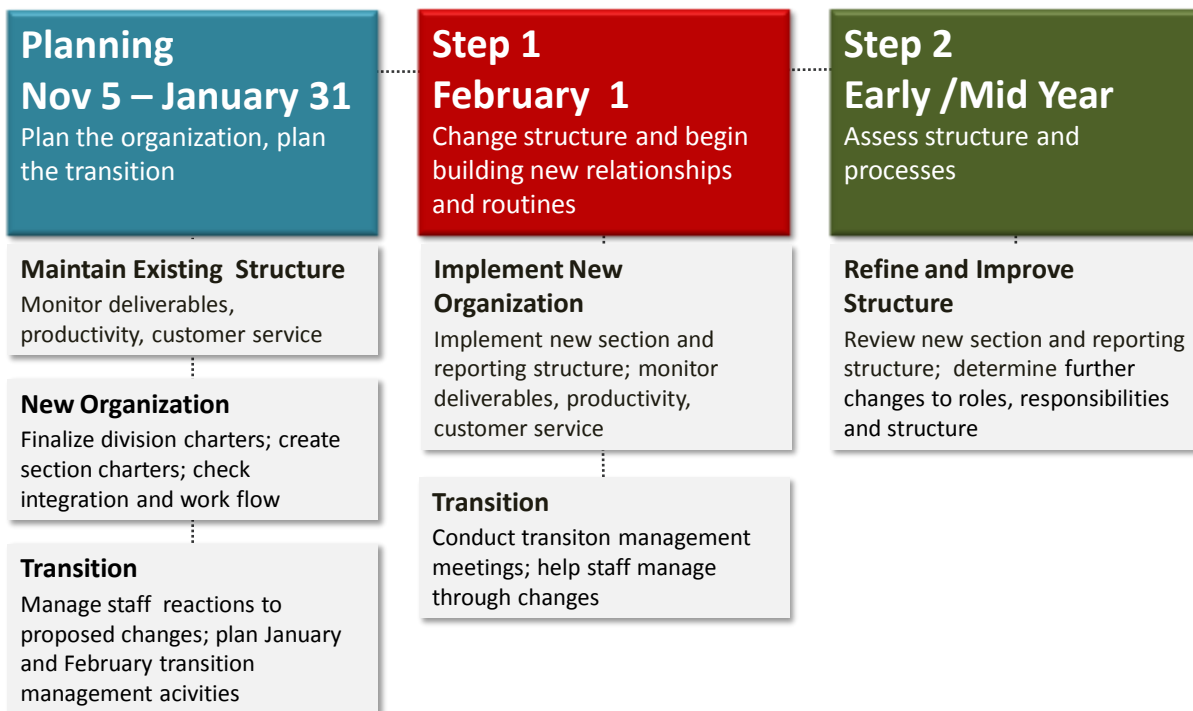 Planning
Nov 5 – January 31
Plan the organization, plan
the transition
Maintain Existing Structure
Monitor deliverables,
productivity, customer service
New Organization
Finalize division charters; create
section charters; check
integration and work flow
Transition
Manage staff reactions to
proposed changes; plan January
and February transition
management acivities
Step 1
February 1
Change structure and begin
building new relationships
and routines
Implement New
Organization
Implement new section and
reporting structure; monitor
deliverables, productivity,
customer service
Transition
Conduct transiton management
meetings; help staff manage
through changes
Step 2
Early /Mid Year
Assess structure and
processes
Refine and Improve
Structure
Review new section and reporting
structure; determine further
changes to roles, responsibilities
and structure